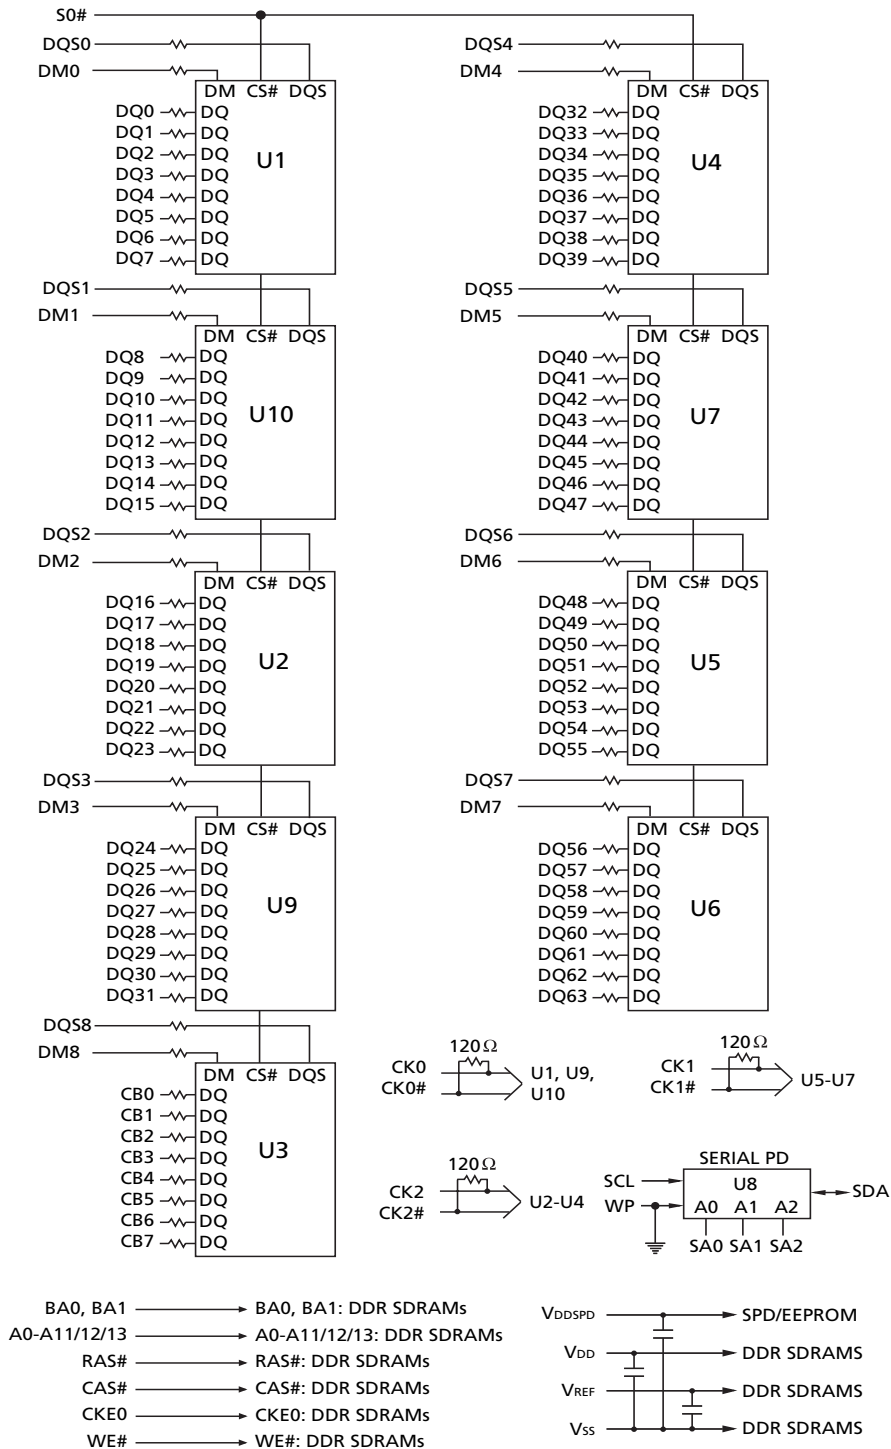 S0#
DQS0
DM0
DM CS# DQS
DQ0 DQ
DQ1 DQ
DQ2 DQ
DQ3 DQ
DQ4 DQ
DQ5 DQ
DQ6 DQ
DQ7 DQ
U1
DQS1
DM1
DM CS# DQS
DQ8 DQ
DQ9 DQ
DQ10 DQ
DQ11 DQ
DQ12 DQ
DQ13 DQ
DQ14 DQ
DQ15 DQ
U10
DQS2
DM2
DM CS# DQS
DQ16 DQ
DQ17 DQ
DQ18 DQ
DQ19 DQ
DQ20 DQ
DQ21 DQ
DQ22 DQ
DQ23 DQ
U2
DQS3
DM3
DM CS# DQS
DQ24 DQ
DQ25 DQ
DQ26 DQ
DQ27 DQ
DQ28 DQ
DQ29 DQ
DQ30 DQ
DQ31 DQ
U9
DQS8
DM8
DM CS# DQS
CB0 DQ
CB1 DQ
CB2 DQ
CB3 DQ
CB4 DQ
CB5 DQ
CB6 DQ
CB7 DQ
U3
DQS4
DM4
DM CS# DQS
DQ32 DQ
DQ33 DQ
DQ34 DQ
DQ35 DQ
DQ36 DQ
DQ37 DQ
DQ38 DQ
DQ39 DQ
U4
DQS5
DM5
DM CS# DQS
DQ40 DQ
DQ41 DQ
DQ42 DQ
DQ43 DQ
DQ44 DQ
DQ45 DQ
DQ46 DQ
DQ47 DQ
U7
DQS6
DM6
DM CS# DQS
DQ48 DQ
DQ49 DQ
DQ50 DQ
DQ51 DQ
DQ52 DQ
DQ53 DQ
DQ54 DQ
DQ55 DQ
U5
DQS7
DM7
DM CS# DQS
DQ56 DQ
DQ57 DQ
DQ58 DQ
DQ59 DQ
DQ60 DQ
DQ61 DQ
DQ62 DQ
DQ63 DQ
U6
120Ω
CK0
CK0#
U1, U9,
U10
120Ω
CK1
CK1#
U5-U7
120Ω
CK2
CK2#
U2-U4
SERIAL PD
SCL
U8
SDA
WP
A0 A1 A2
SA0 SA1 SA2
BA0, BA1 BA0, BA1: DDR SDRAMs
A0-A11/12/13 A0-A11/12/13: DDR SDRAMs
RAS# RAS#: DDR SDRAMs
CAS# CAS#: DDR SDRAMs
CKE0 CKE0: DDR SDRAMs
WE# WE#: DDR SDRAMs
VDDSPD SPD/EEPROM
VDD DDR SDRAMS
VREF DDR SDRAMS
VSS DDR SDRAMS